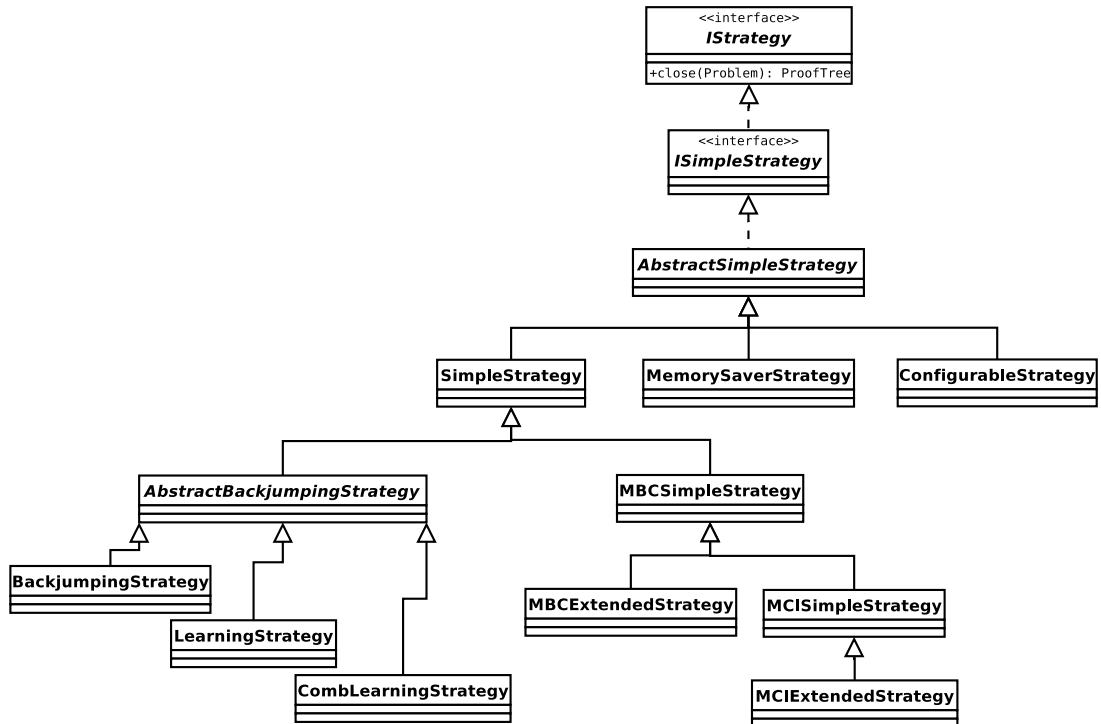 <<interface>>
IStrategy
+close(Problem): ProofTree
<<interface>>
ISimpleStrategy
AbstractSimpleStrategy
SimpleStrategy
MemorySaverStrategy
ConfigurableStrategy
AbstractBackjumpingStrategy
MBCSimpleStrategy
BackjumpingStrategy
MBCExtendedStrategy
MCISimpleStrategy
LearningStrategy
CombLearningStrategy
MCIExtendedStrategy